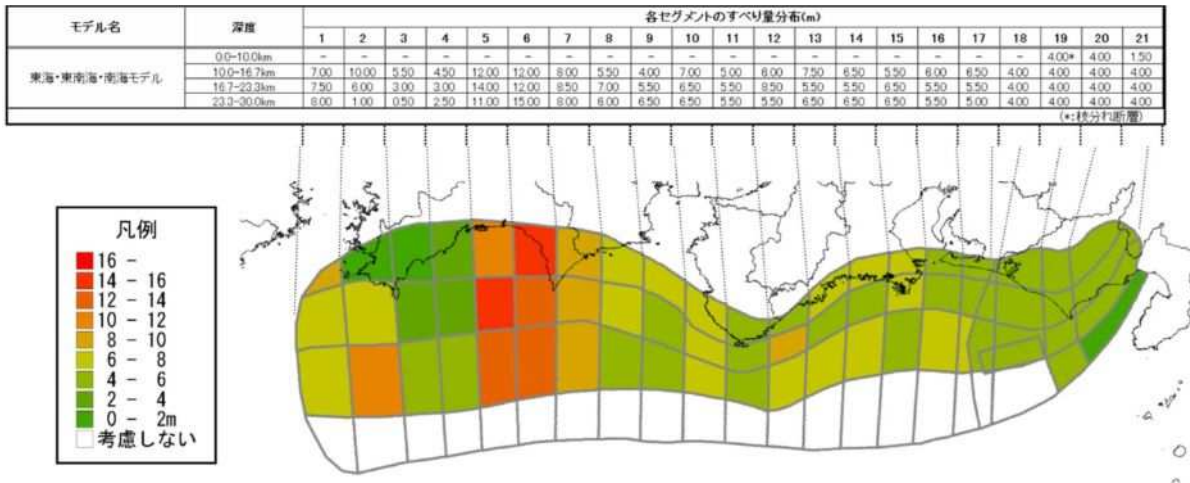 モデル名 深度 各セグメントのすべり量分布(m)
1 2 3 4 5 6 7 8 9 10 11 12 13 14 15 16 17 18 19 20 21
東海・東南海・南海モデル
0.0-10.0km - - - - - - - - - - - - - - - - - - 4.00* 4.00 1.50
10.0-16.7km 7.00 10.00 5.50 4.50 12.00 12.00 8.00 5.50 4.00 7.00 5.00 6.00 7.50 6.50 5.50 6.00 6.50 4.00 4.00 4.00 4.00
16.7-23.3km 7.50 6.00 3.00 3.00 14.00 12.00 8.50 7.00 5.50 6.50 5.50 8.50 5.50 5.50 6.50 5.50 5.50 4.00 4.00 4.00 4.00
23.3-30.0km 8.00 1.00 0.50 2.50 11.00 15.00 8.00 6.00 6.50 6.50 5.50 5.50 5.50 6.50 6.50 5.50 5.00 4.00 4.00 4.00 4.00
(*:枝分れ断層)
凡例
16 -
14 - 16
12 - 14
10 - 12
8 - 10
6 - 8
4 - 6
2 - 4
0 - 2m
考慮しない